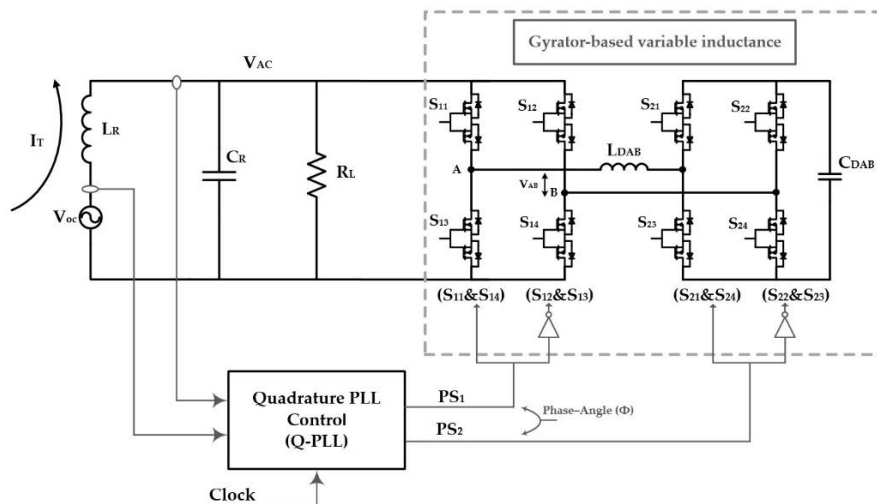 Gyrator-based variable inductance
VAC
S11
S12
S21
S22
LR
IT
CR
RL
LDAB
CDAB
A
VAB
B
Voc
S13
S14
S23
S24
(S11&S14)
(S12&S13)
(S21&S24)
(S22&S23)
Quadrature PLL
Control
(Q-PLL)
PS1
PS2
Phase-Angle (Φ)
Clock